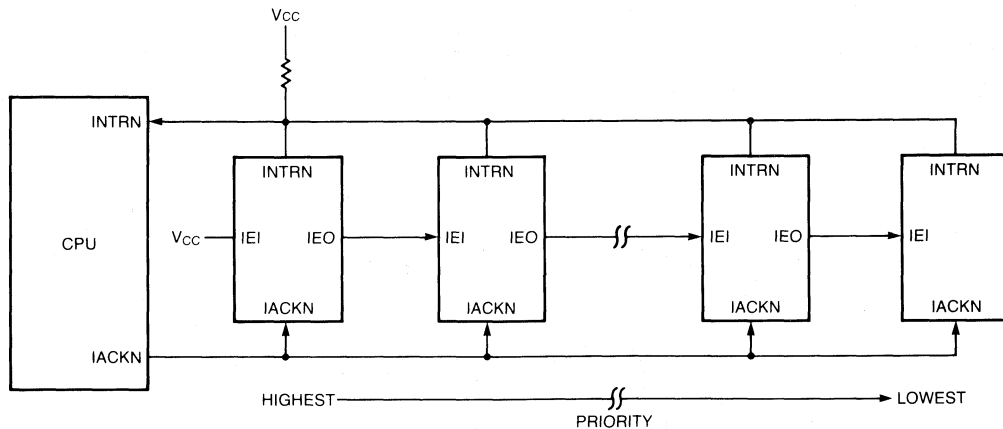 VCC
INTRN
INTRN INTRN INTRN INTRN
CPU
VCC IEI IEO IEI IEO IEI IEO IEI
IACKN IACKN IACKN IACKN
IACKN
HIGHEST LOWEST
PRIORITY